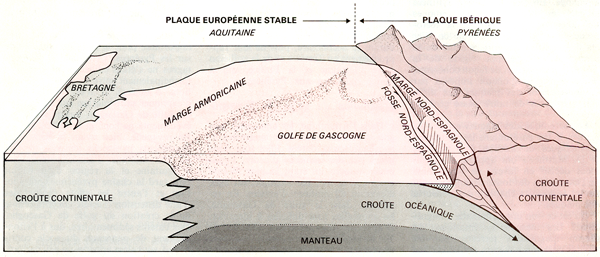 PLAQUE EUROPÉENNE STABLE
AQUITAINE
PLAQUE IBÉRIQUE
PYRÉNÉES
BRETAGNE
MARGE ARMORICAINE
GOLFE DE GASCOGNE
MARGE NORD-ESPAGNOLE
FOSSE NORD-ESPAGNOLE
CROÛTE CONTINENTALE
CROÛTE OCÉANIQUE
CROÛTE
CONTINENTALE
MANTEAU